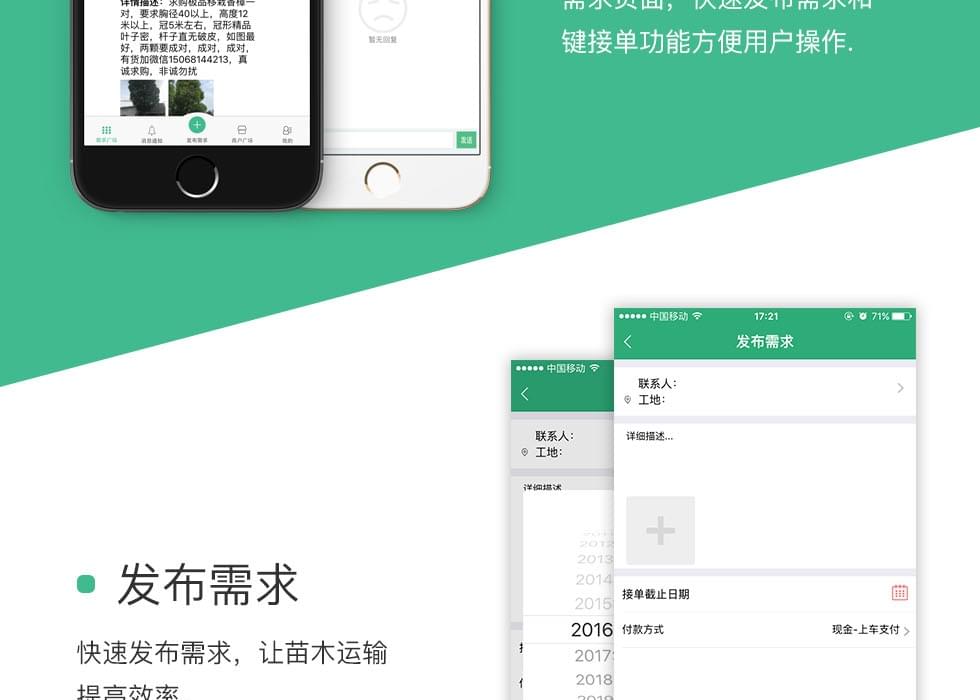 需求页面，快速发布需求和
键接单功能方便用户操作.
详情描述：求购极品移栽香樟一
对，要求胸径40以上，高度12
米以上，冠5米左右，冠形精品
叶子密，杆子直无破皮，如图最
好，两颗要成对，成对，成对，
有货加微信15068144213，真
诚求购，非诚勿扰
暂无回复
发送
需求广场
消息通知
发布需求
商户广场
我的
中国移动
17:21
71%
发布需求
联系人：
工地：
详细描述...
接单截止日期
付款方式
现金-上车支付
中国移动
联系人：
工地：
详细描述
2012
2013
2014
2015
2016
2017
2018
发布需求
快速发布需求，让苗木运输
提高效率